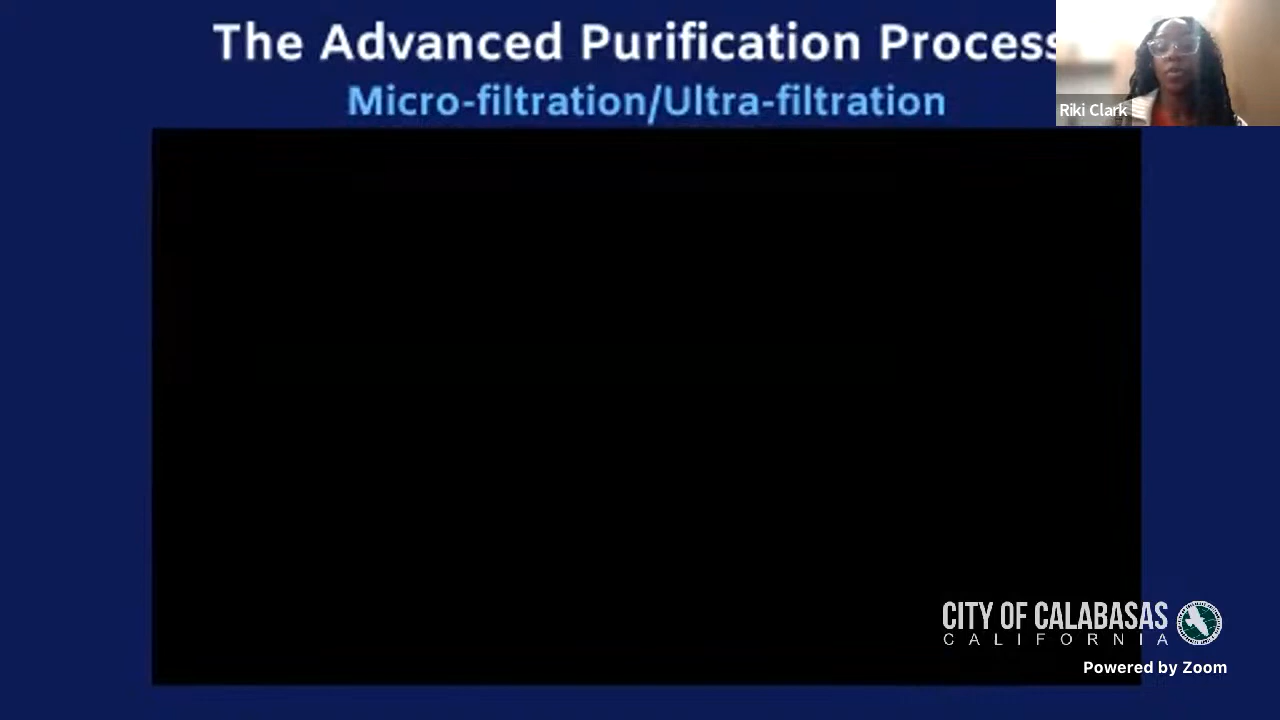 The Advanced Purification Process
Micro-filtration/Ultra-filtration
Riki Clark
CITY OF CALABASAS
CALIFORNIA
Powered by Zoom